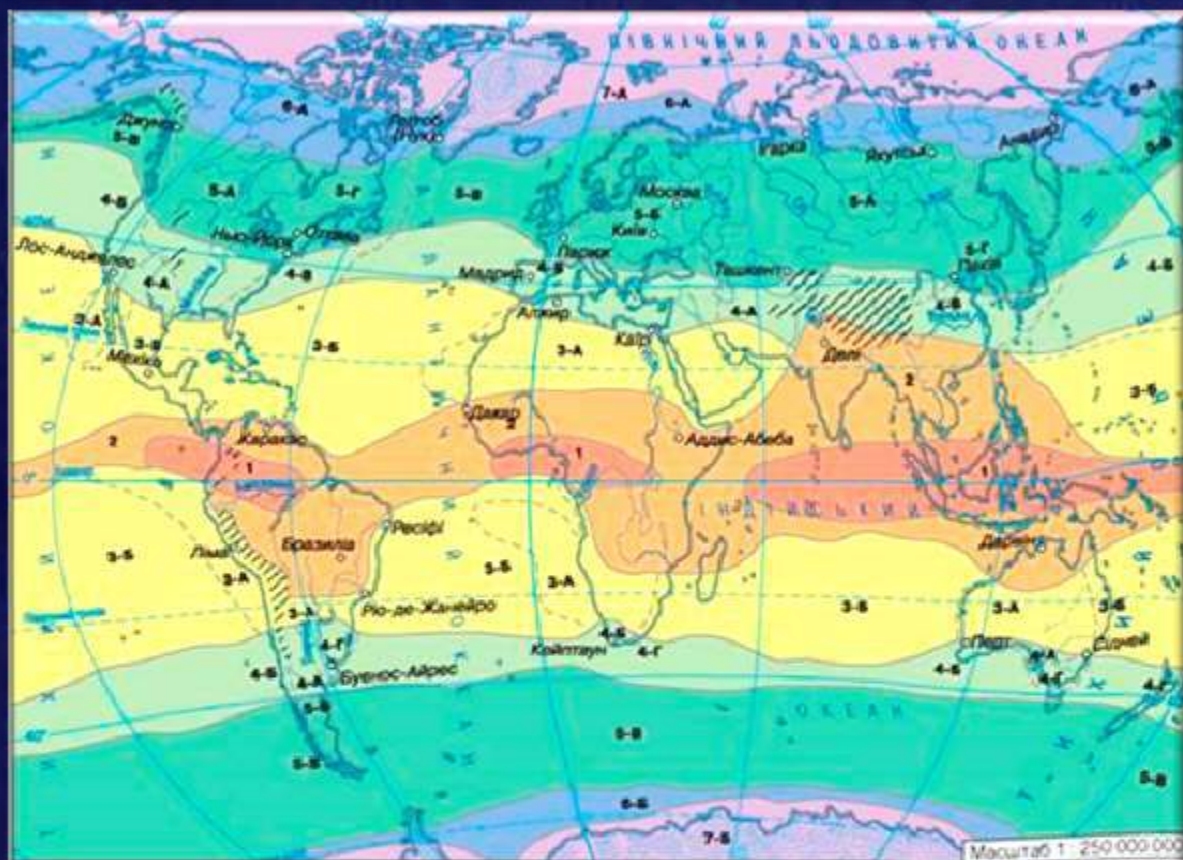 ПІВНІЧНИЙ ЛЬОДОВИТИЙ ОКЕАН
7-А
6-А
6-А
6-А
Джуно
5-В
Ігарка
Якутськ
Анадир
5-В
5-А
5-Г
5-В
Москва
5-Б
Київ
5-А
4-Б
Нью-Йорк
Оттава
Париж
5-Г
Пекін
Лос-Анджелес
4-А
4-В
Мадрид
4-Б
Ташкент
4-Б
Алжир
4-А
3-А
3-Б
3-Б
3-А
Каїр
Делі
Мехіко
2
3-Б
Дакар
2
Каракас
Аддис-Абеба
2
1
1
1
ІНДІЙСЬКИЙ
Ресіфі
Бразиліа
Дарвін
Ліма
3-Б
3-А
3-А
3-Б
3-А
3-Б
3-А
Ріо-де-Жанейро
4-Г
4-Б
4-Б
4-Г
Кейптаун
Перт
4-Б
Сідней
Буенос-Айрес
4-Г
ОКЕАН
5-В
5-В
5-В
6-Б
7-Б
Масштаб 1 : 250 000 000